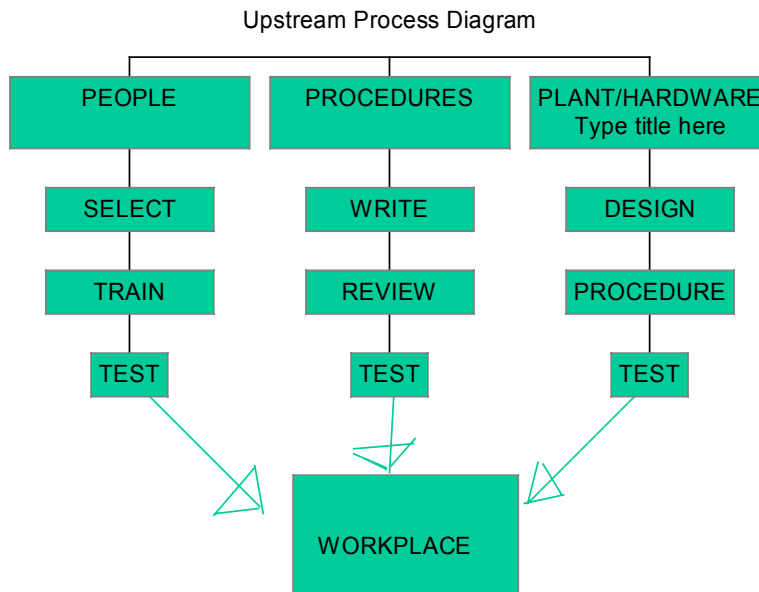 Upstream Process Diagram
PEOPLE
PROCEDURES
PLANT/HARDWARE
Type title here
SELECT
WRITE
DESIGN
TRAIN
REVIEW
PROCEDURE
TEST
TEST
TEST
WORKPLACE